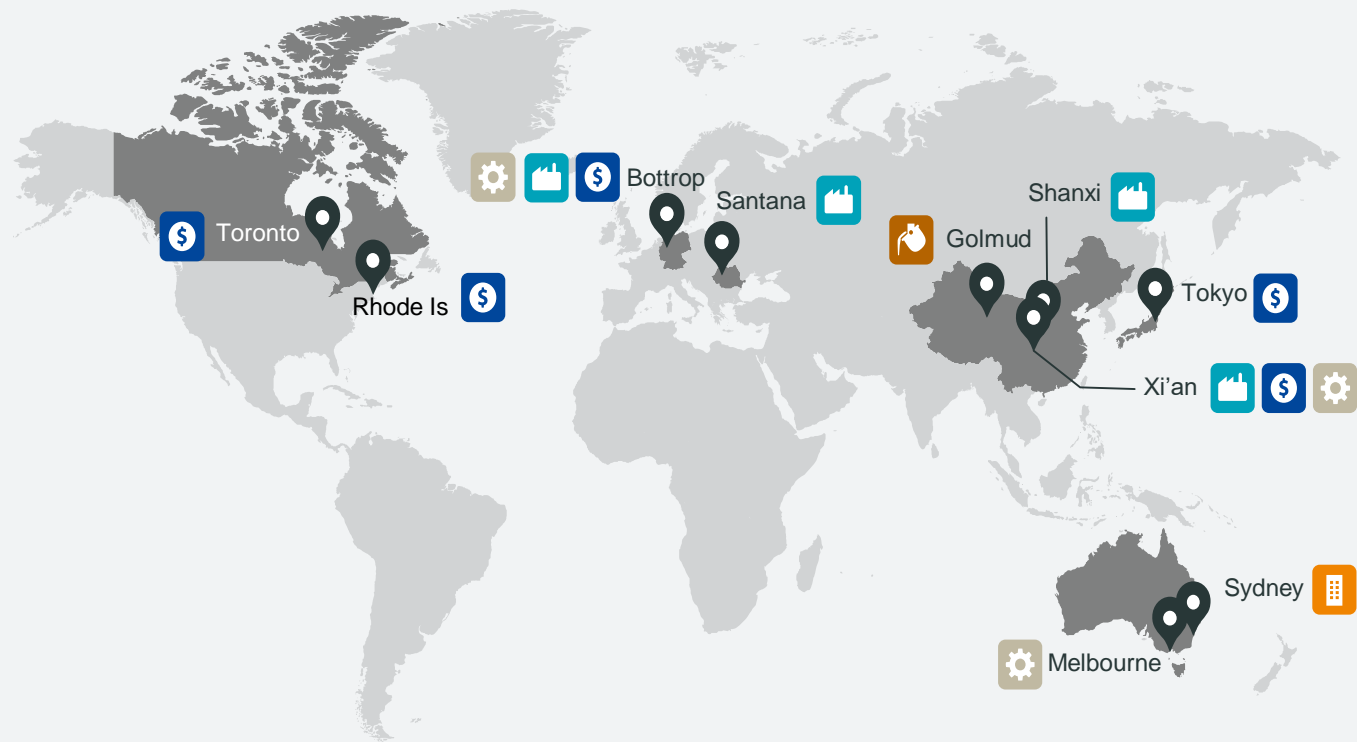 Bottrop
Santana
Shanxi
Toronto
Golmud
Tokyo
Rhode Is
Xi’an
Sydney
Melbourne